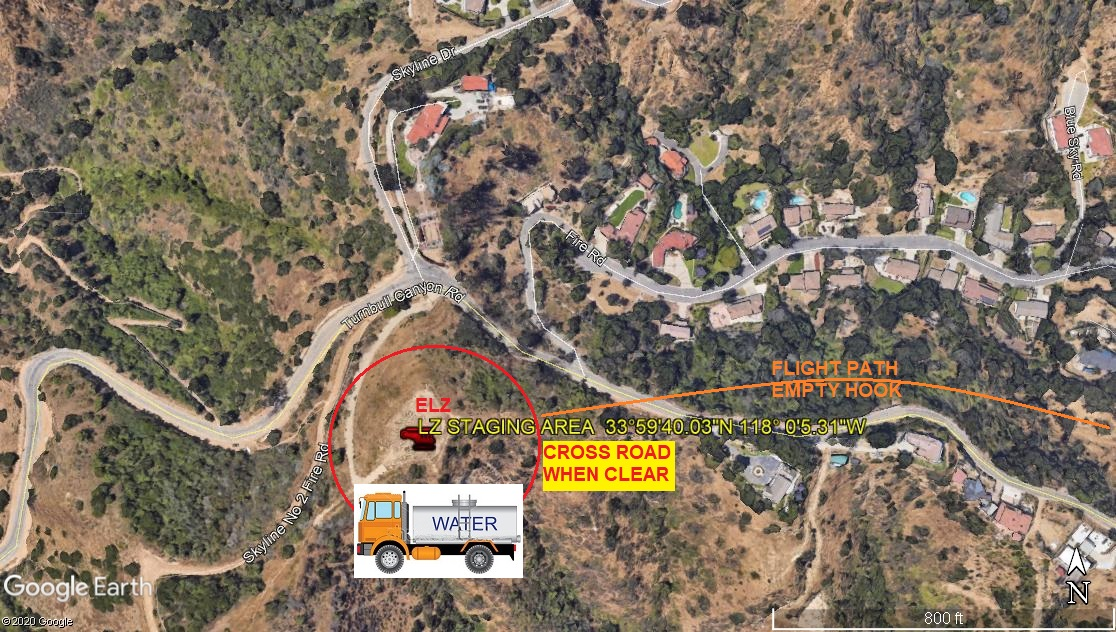 Skyline Dr
Blue Sky Rd
Fire Rd
Turnbull Canyon Rd
FLIGHT PATH
EMPTY HOOK
ELZ
LZ STAGING AREA 33°59'40.03"N 118° 0'5.31"W
CROSS ROAD
WHEN CLEAR
Skyline No 2 Fire Rd
WATER
Google Earth
N
800 ft
©2020 Google